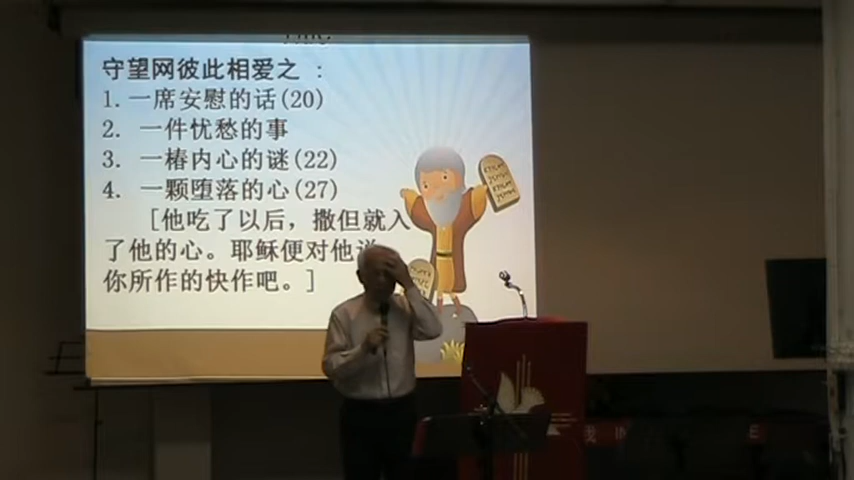 守望网彼此相爱之 :
1. 一席安慰的话(20)
2. 一件忧愁的事
3. 一椿内心的谜(22)
4. 一颗堕落的心(27)
[他吃了以后, 撒但就入
了他的心。耶稣便对他说
你所作的快作吧。]